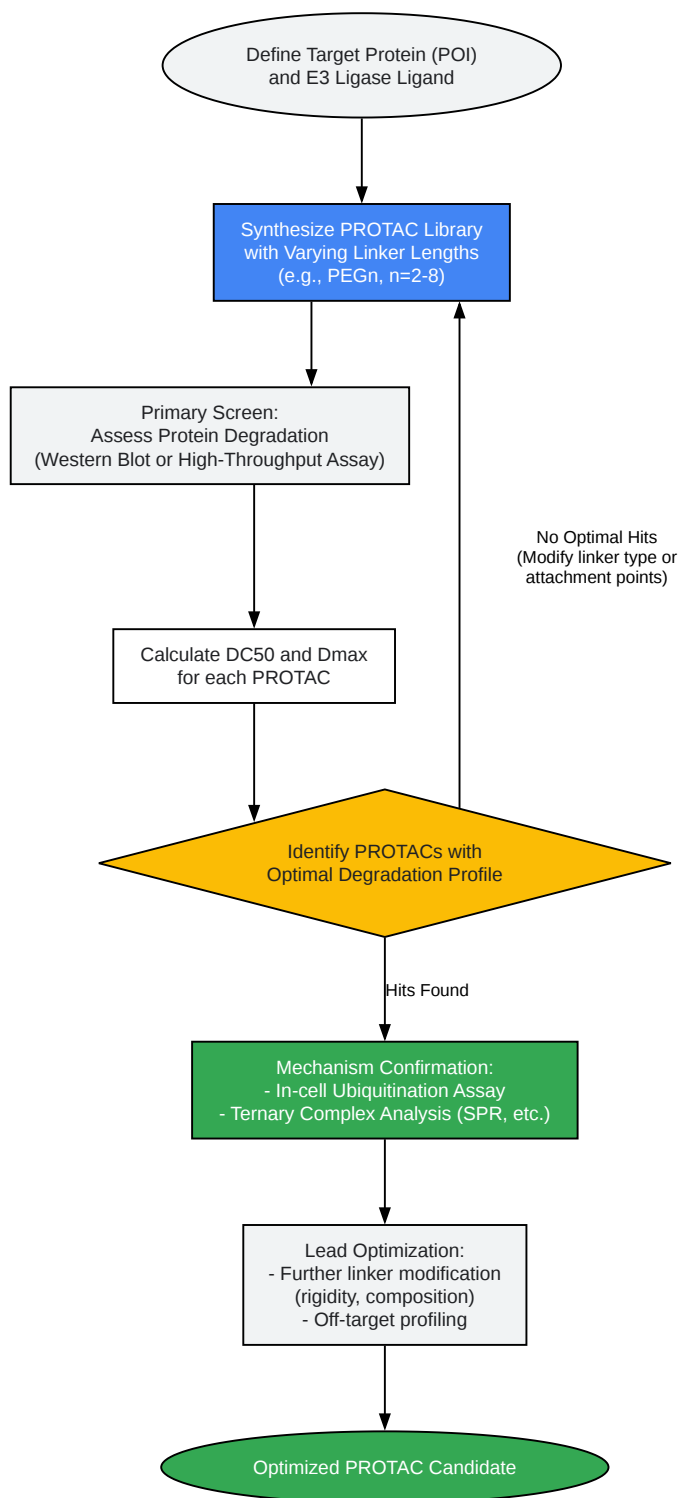 Define Target Protein (POI)
and E3 Ligase Ligand
Synthesize PROTAC Library
with Varying Linker Lengths
(e.g., PEGn, n=2-8)
Primary Screen:
Assess Protein Degradation
(Western Blot or High-Throughput Assay)
No Optimal Hits
(Modify linker type or
attachment points)
Calculate DC50 and Dmax
for each PROTAC
Identify PROTACs with
Optimal Degradation Profile
Hits Found
Mechanism Confirmation:
- In-cell Ubiquitination Assay
- Ternary Complex Analysis (SPR, etc.)
Lead Optimization:
- Further linker modification
(rigidity, composition)
- Off-target profiling
Optimized PROTAC Candidate